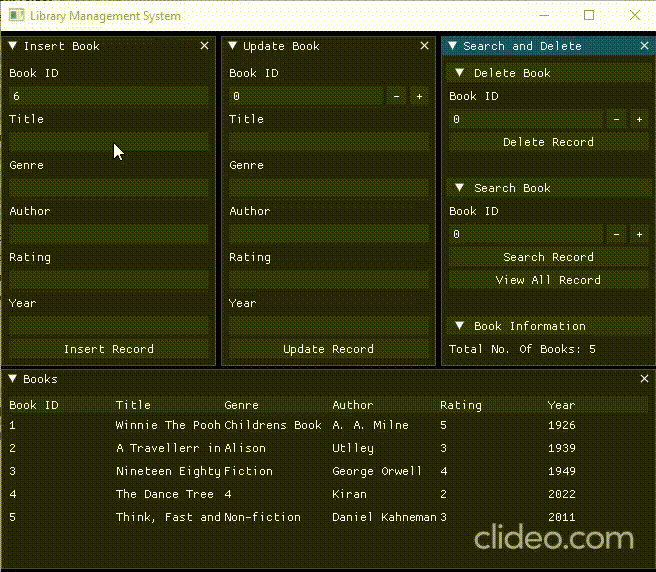 Library Management System
Insert Book
Book ID
6
Title
Genre
Author
Rating
Year
Insert Record
Update Book
Book ID
0 - +
Title
Genre
Author
Rating
Year
Update Record
Search and Delete
Delete Book
Book ID
0 - +
Delete Record
Search Book
Book ID
0 - +
Search Record
View All Record
Book Information
Total No. Of Books: 5
Books
Book ID Title Genre Author Rating Year
1 Winnie The Pooh Childrens Book A. A. Milne 5 1926
2 A Travellerr in Alison Utlley 3 1939
3 Nineteen Eighty Fiction George Orwell 4 1949
4 The Dance Tree 4 Kiran 2 2022
5 Think, Fast and Non-fiction Daniel Kahneman 3 2011
clideo.com